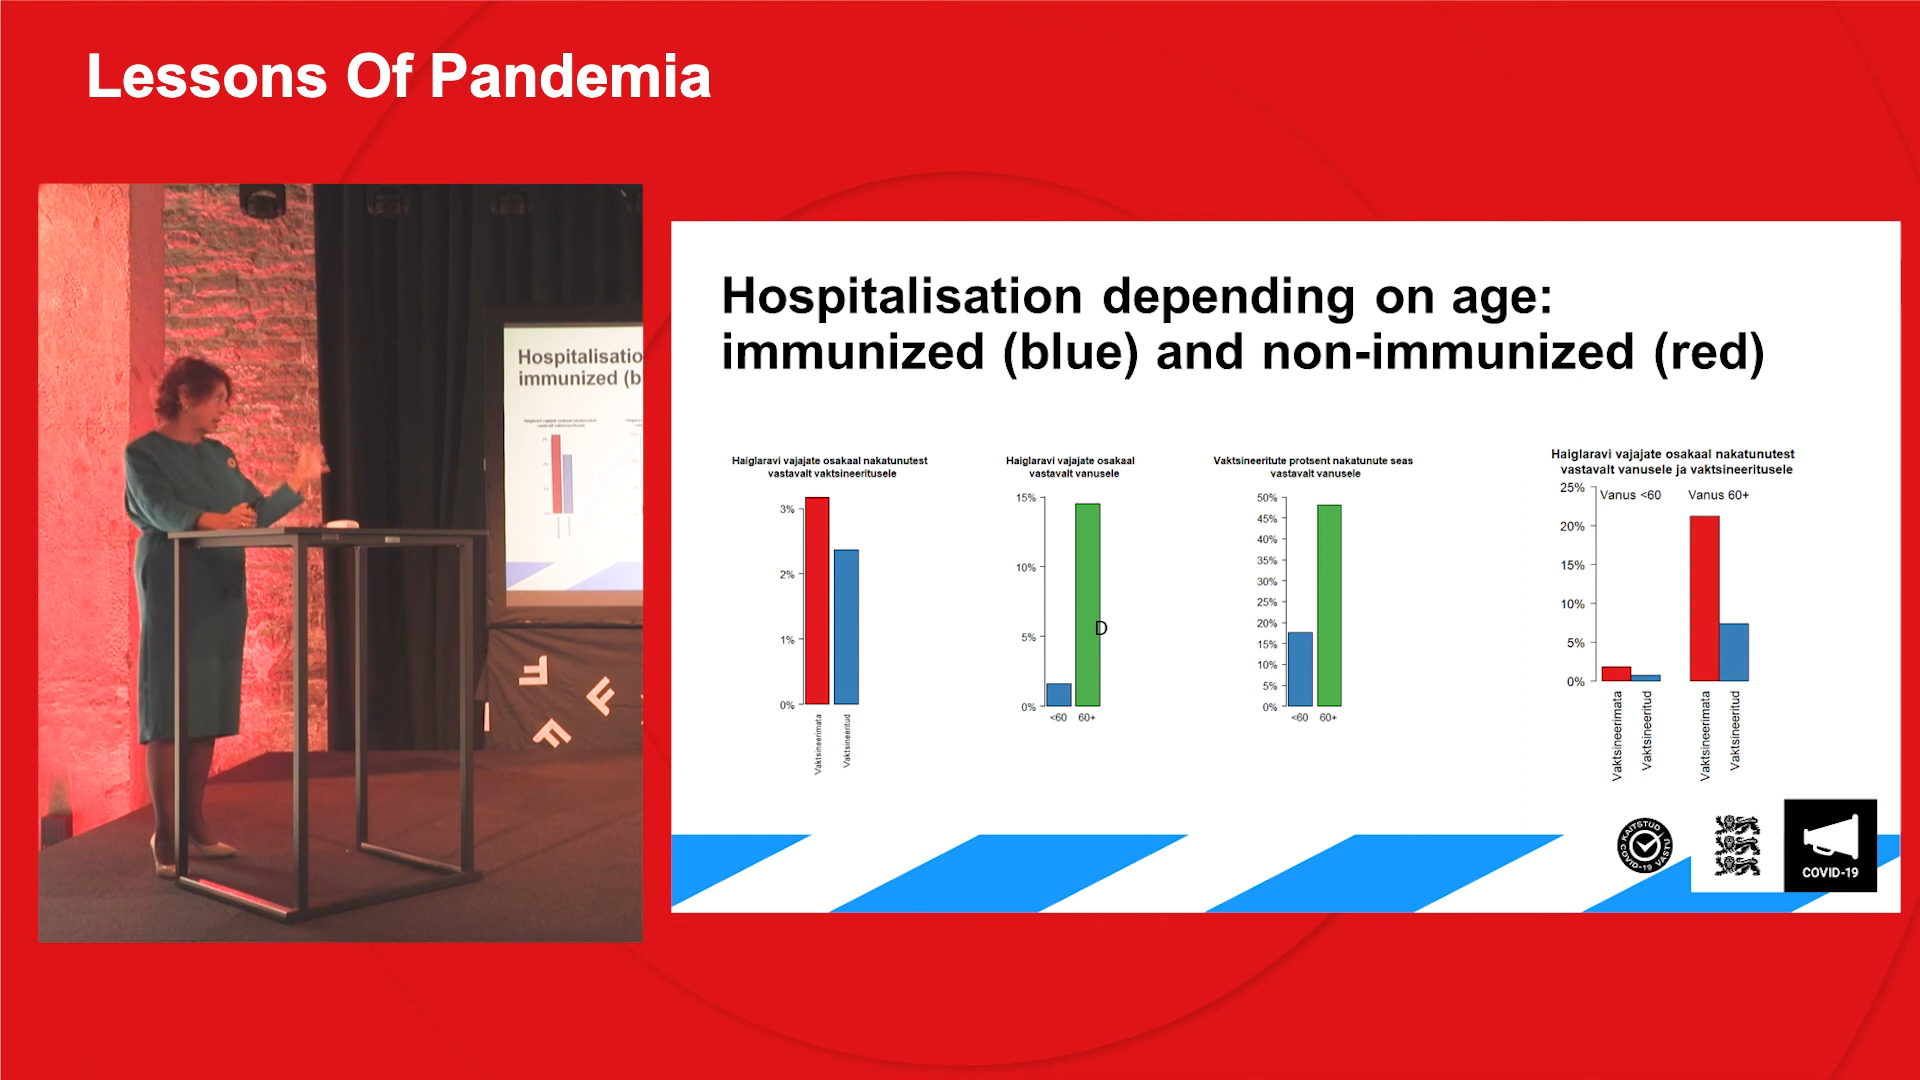 Lessons Of Pandemia
Hospitalisatio
immunized (b
Hospitalisation depending on age:
immunized (blue) and non-immunized (red)
Haiglaravi vajajate osakaal nakatunutest
vastavalt vaktsineeritusele
3%
2%
1%
0%
Vaktsineerimata
Vaktsineeritud
Haiglaravi vajajate osakaal
vastavalt vanusele
15%
10%
5%
0%
<60
60+
D
Vaktsineeritute protsent nakatunute seas
vastavalt vanusele
50%
45%
40%
35%
30%
25%
20%
15%
10%
5%
0%
<60
60+
Haiglaravi vajajate osakaal nakatunutest
vastavalt vanusele ja vaktsineeritusele
Vanus <60
Vanus 60+
25%
20%
15%
10%
5%
0%
Vaktsineerimata
Vaktsineeritud
Vaktsineerimata
Vaktsineeritud
KAITSTUD
COVID-19 VASTU
COVID-19